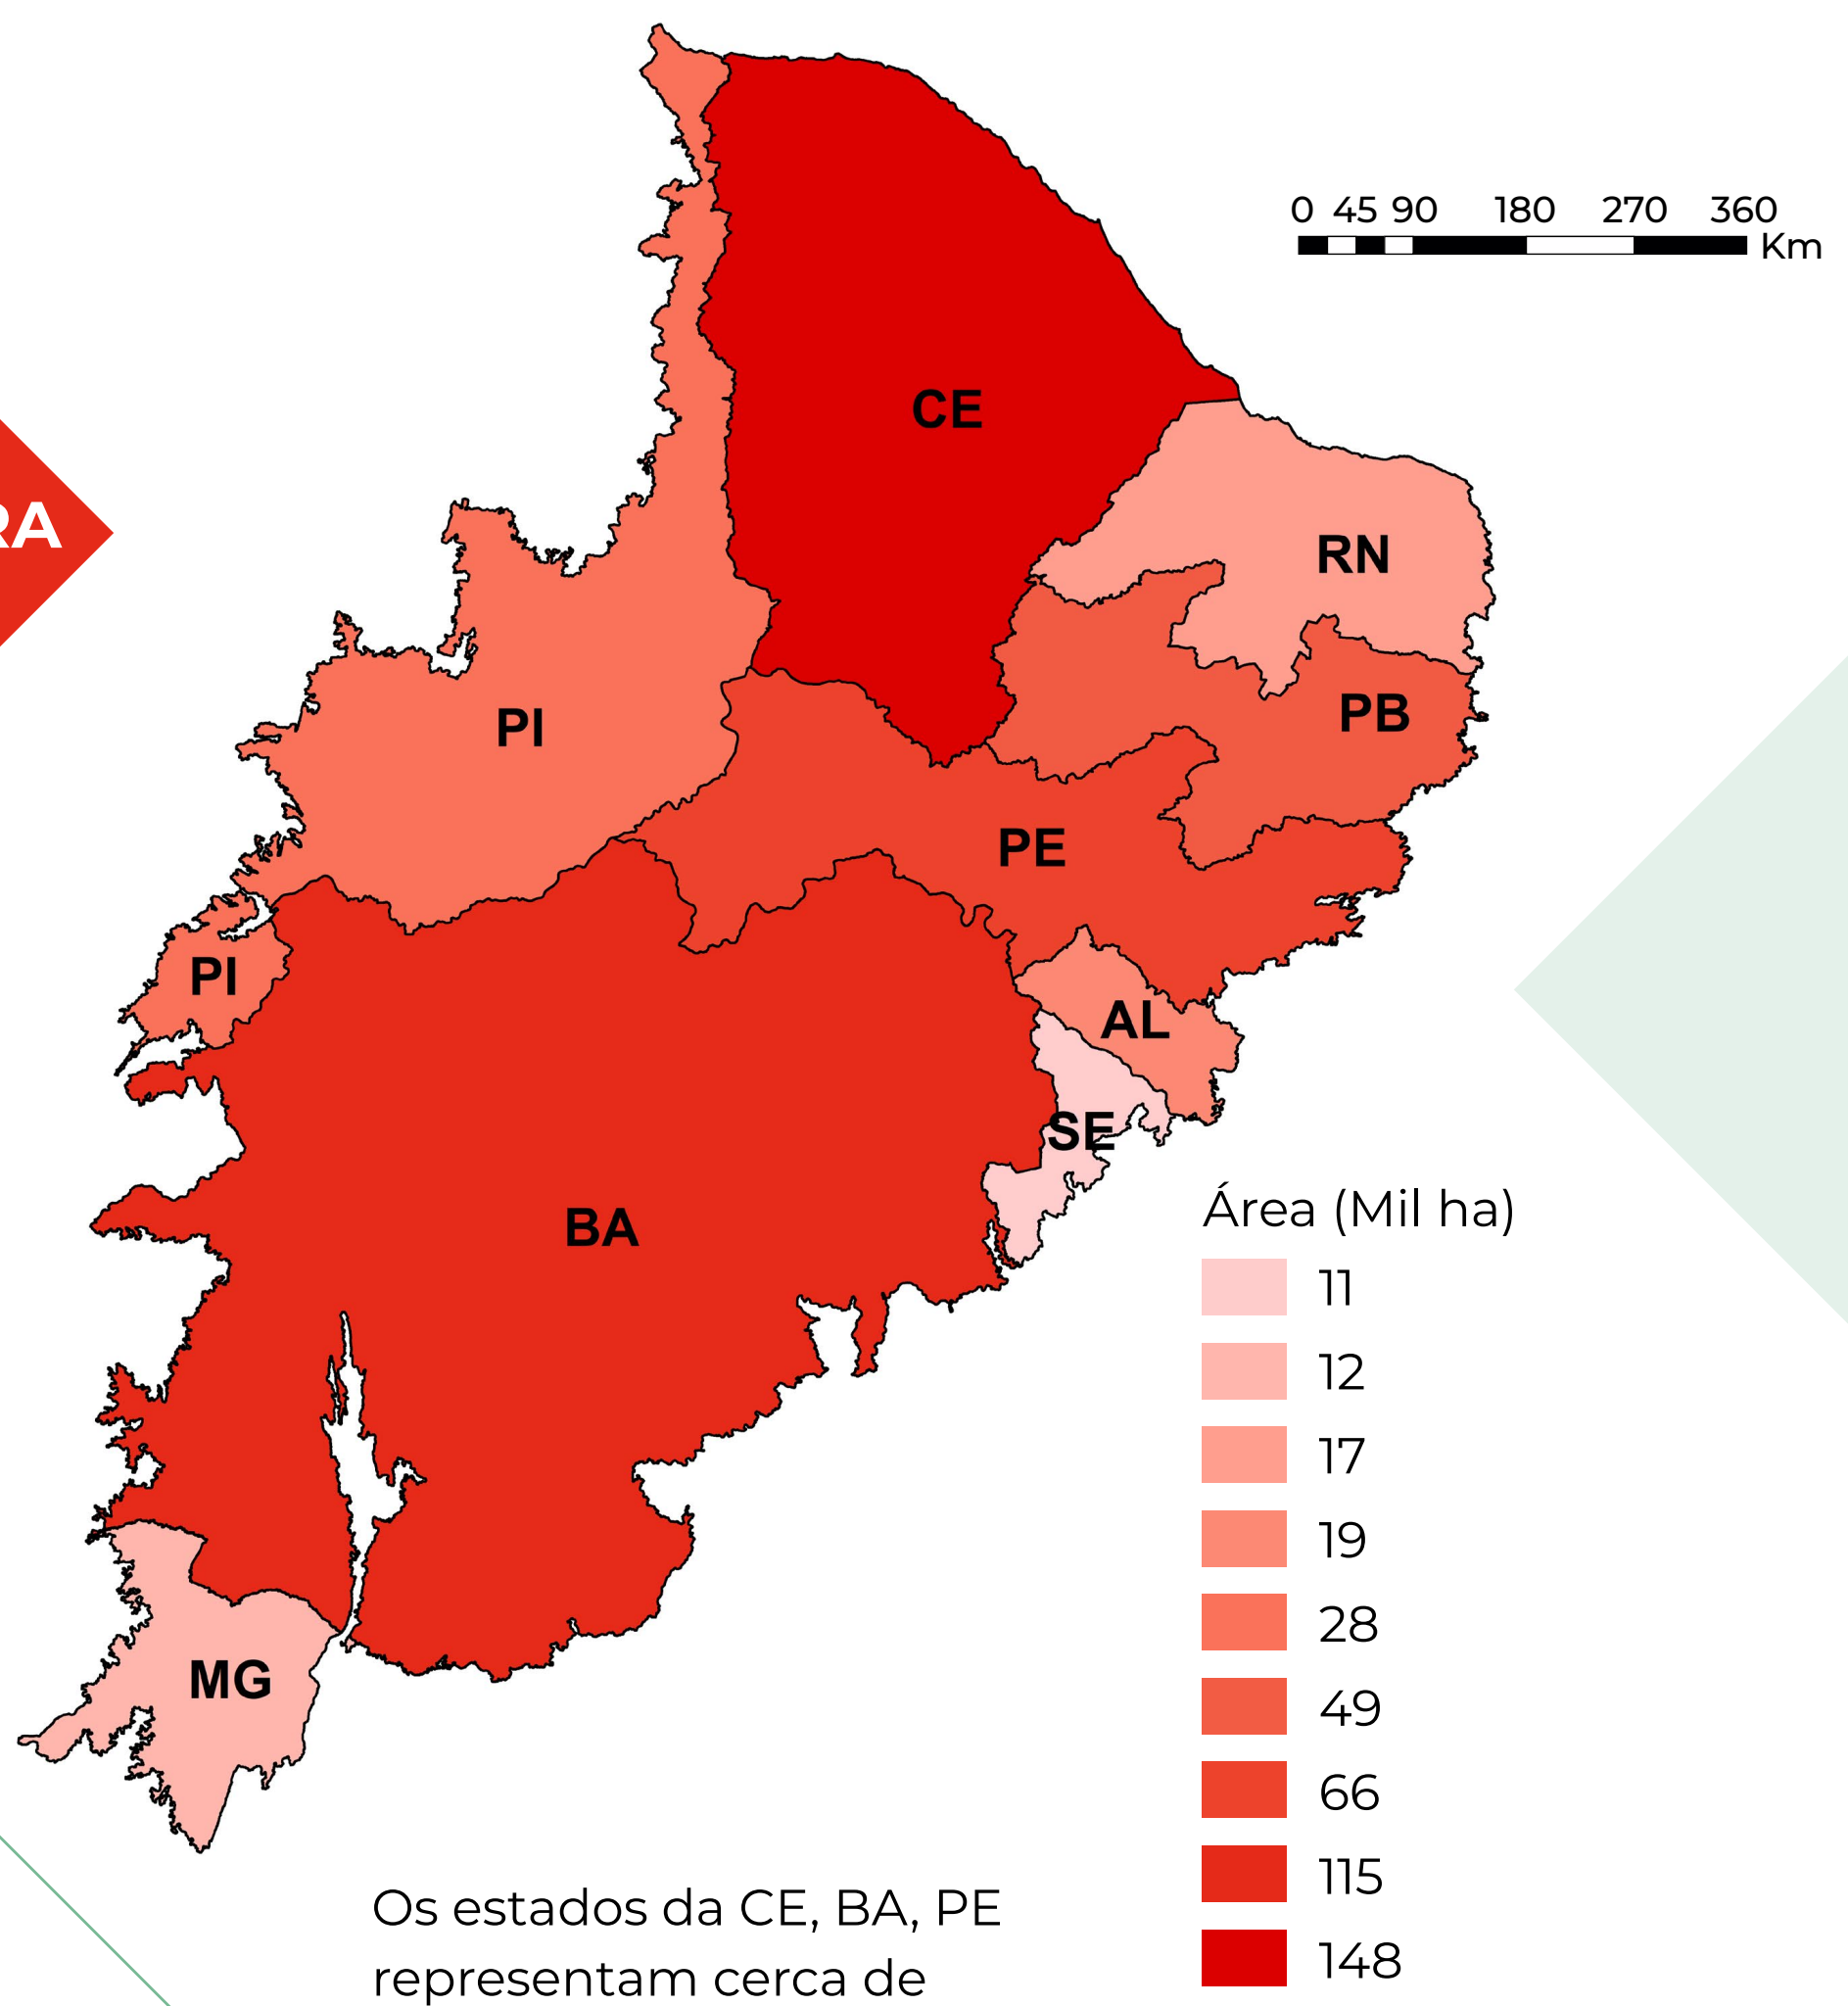 0 45 90 180 270 360
Km
CE
RA
RN
PB
PI
PE
PI
AL
SE
BA
MG
Área (Mil ha)
11
12
17
19
28
49
66
115
148
Os estados da CE, BA, PE
representam cerca de